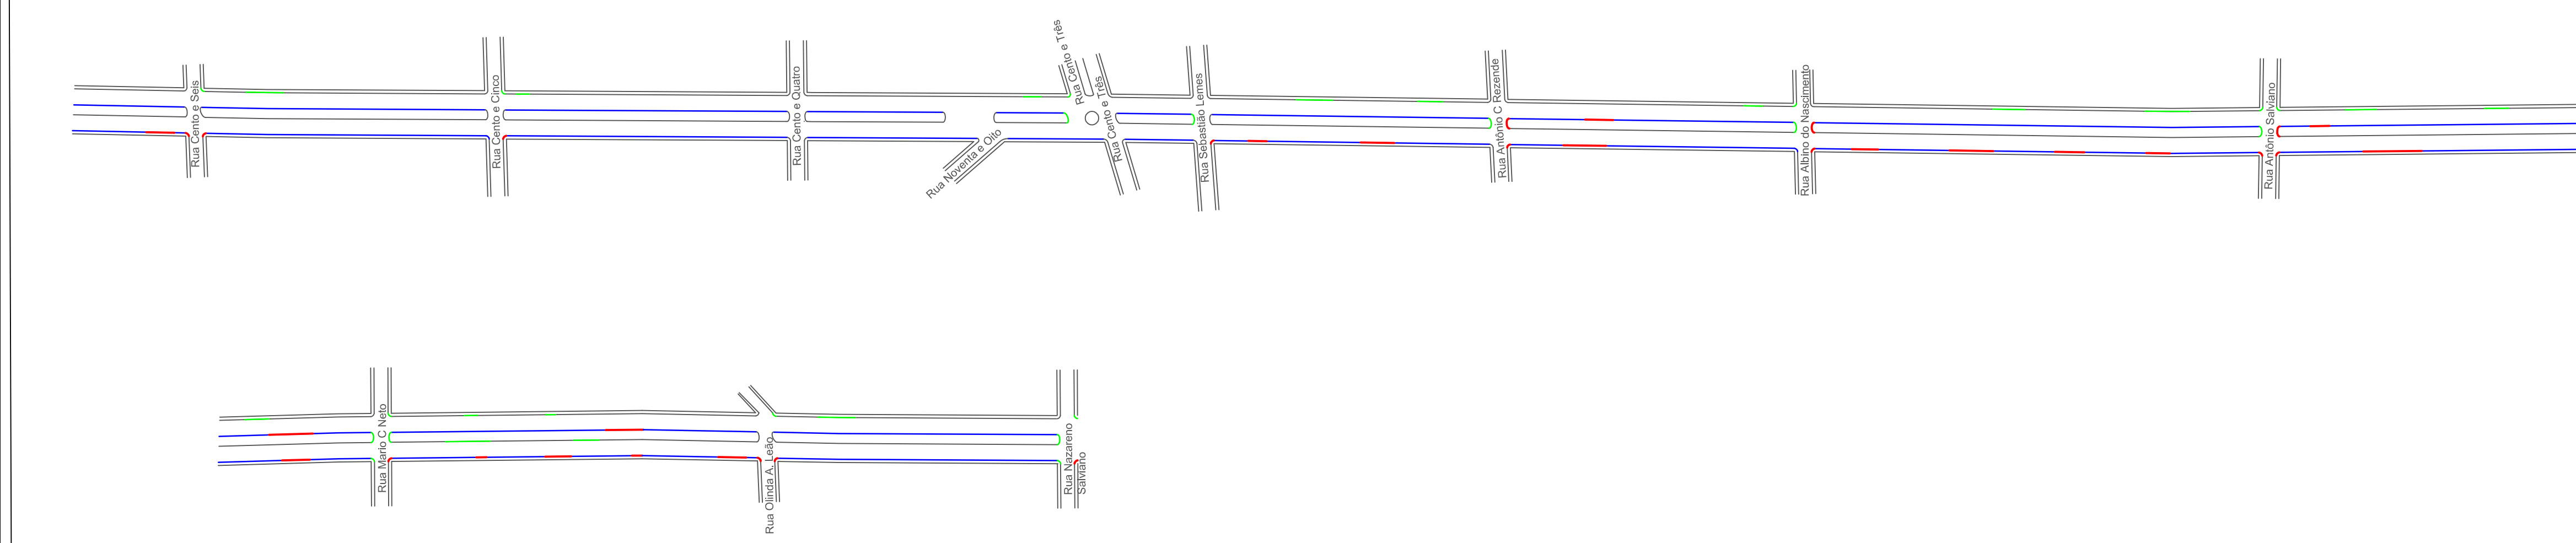 Rua Cento e Seis
Rua Cento e Cinco
Rua Cento e Quatro
Rua Noventa e Oito
Rua Cento e Três
Rua Cento e Três
Rua Sebastião Lemes
Rua Antônio C Rezende
Rua Albino do Nascimento
Rua Antônio Salviano
Rua Mario C Neto
Rua Olinda A. Leão
Rua Nazareno
Salviano